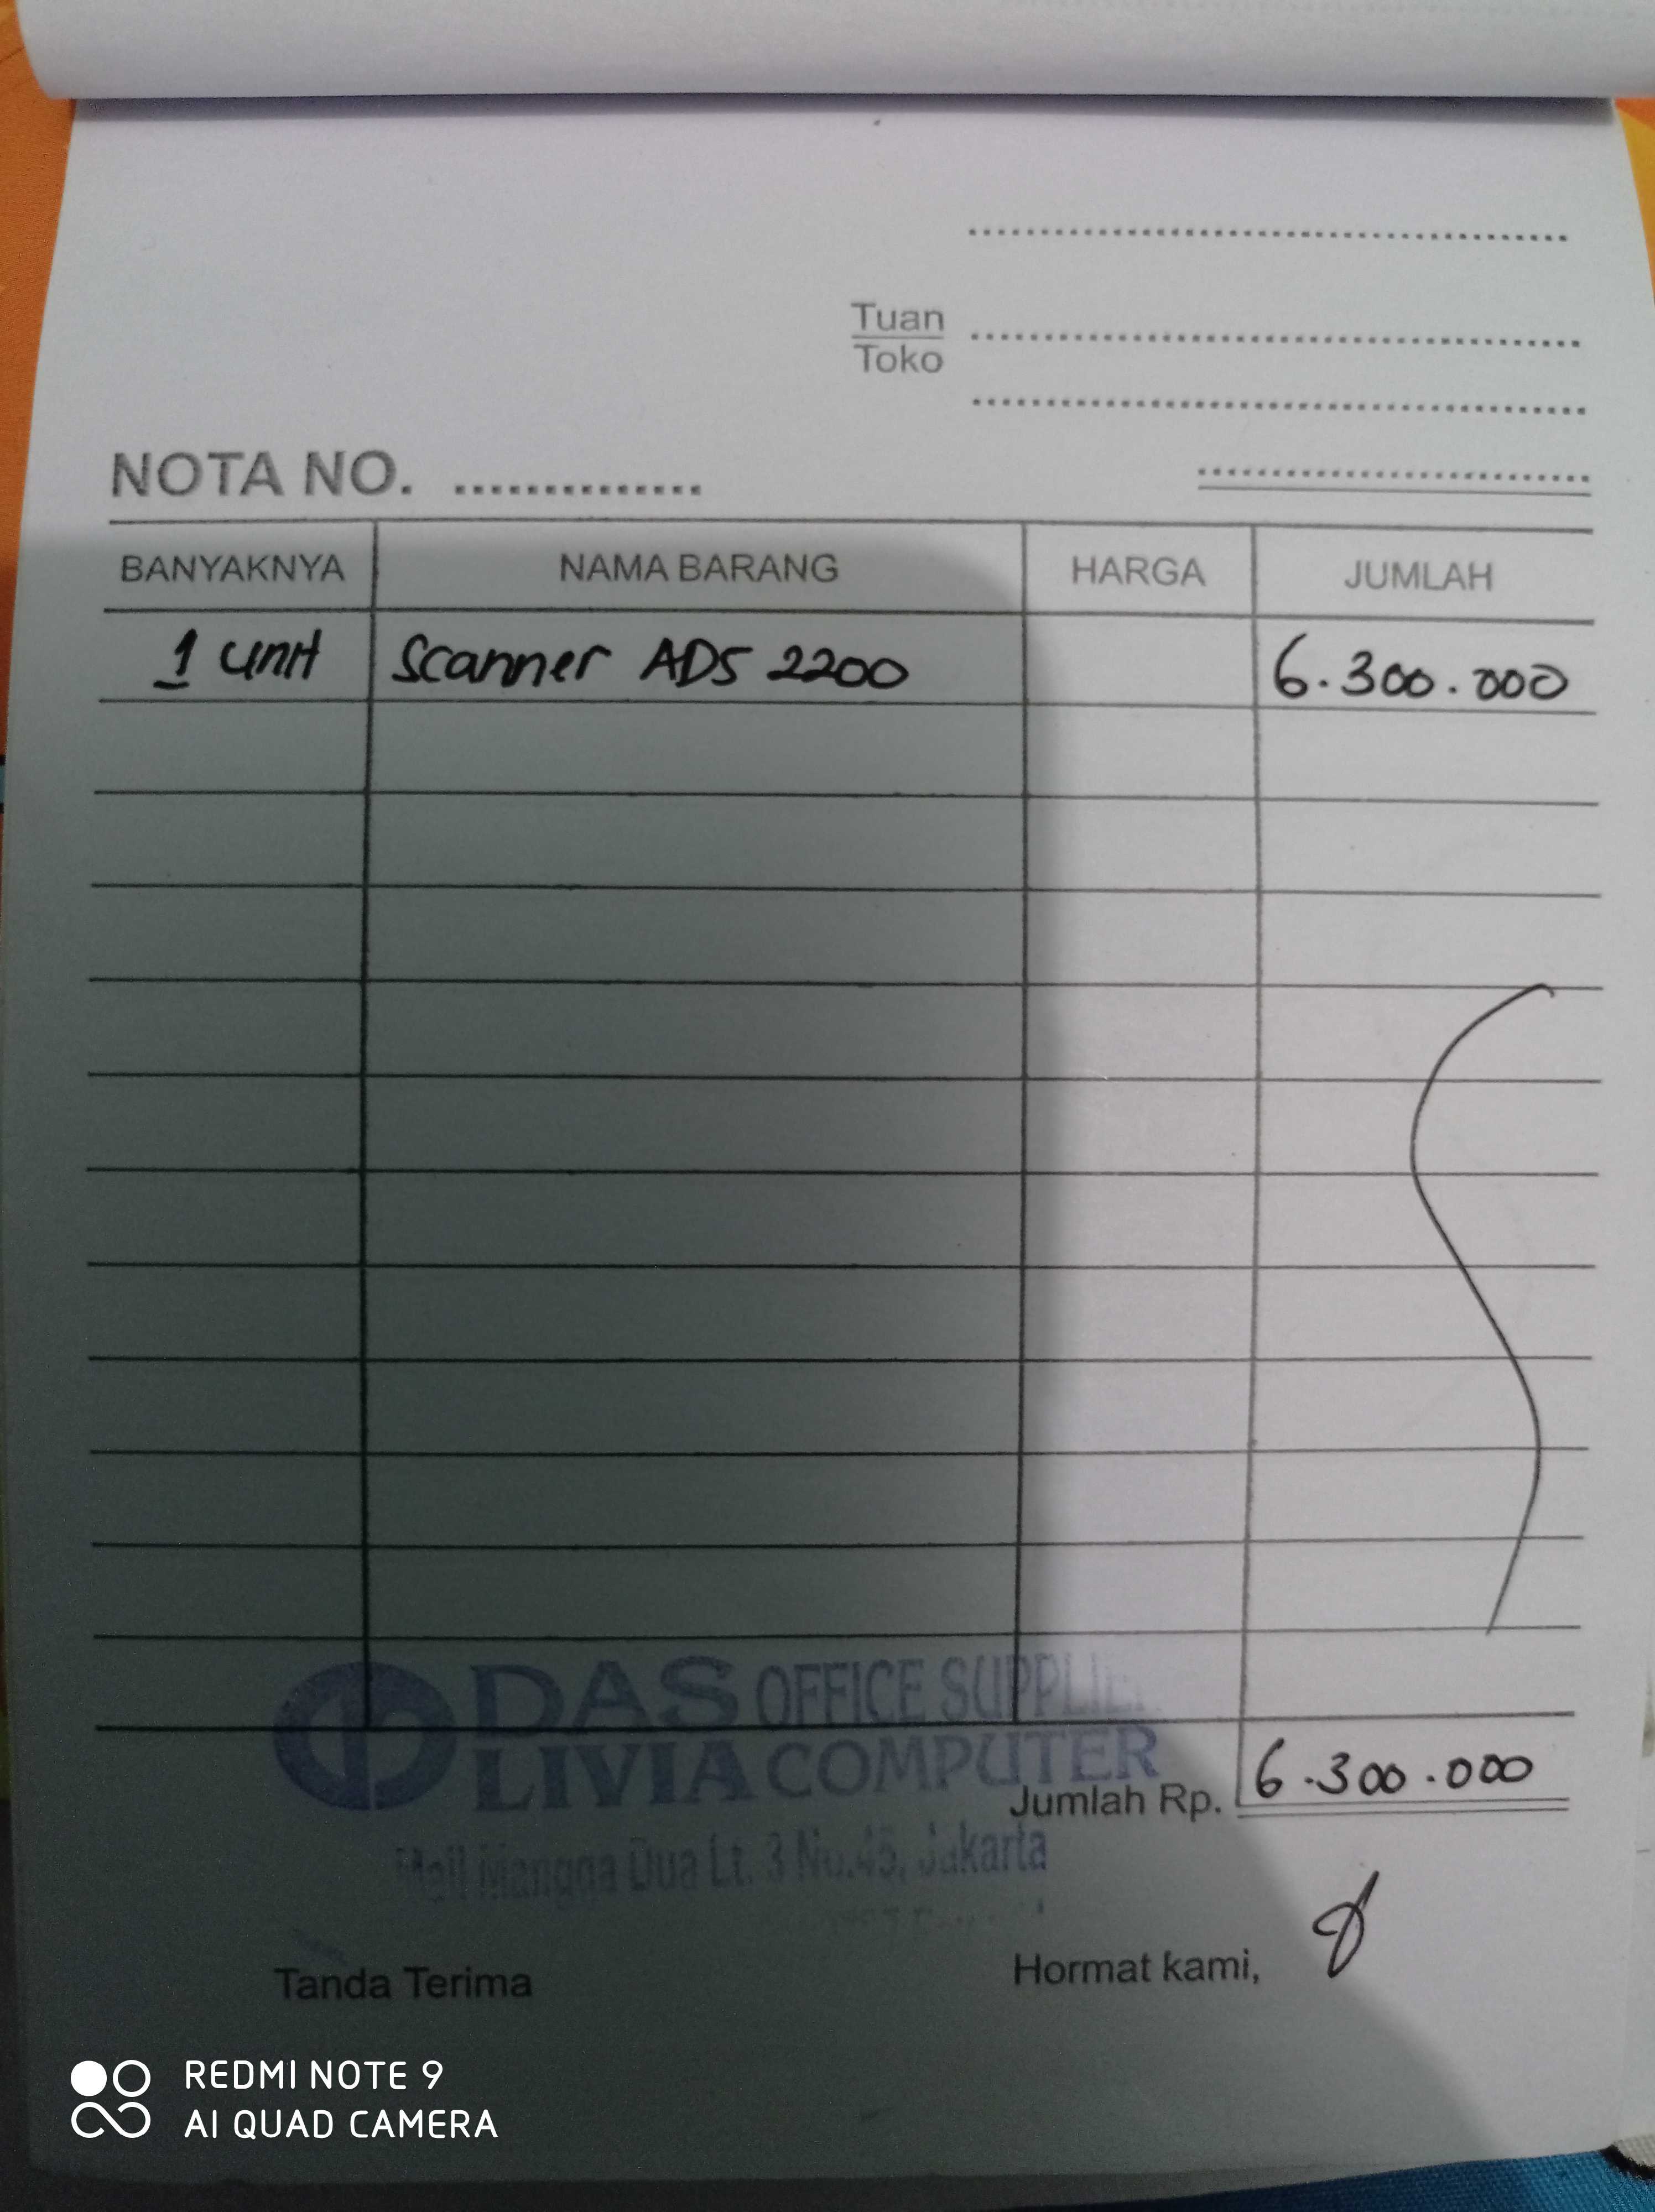 Tuan
Toko
NOTA NO.
BANYAKNYA NAMA BARANG HARGA JUMLAH
1 unit Scanner ADS 2200 6.300.000
DAS OFFICE SUPPLIE
LIVIA COMPUTER
Jumlah Rp. 6.300.000
Mall Mangga Dua Lt. 3 No.45, Jakarta
Tanda Terima Hormat kami,
REDMI NOTE 9
AI QUAD CAMERA